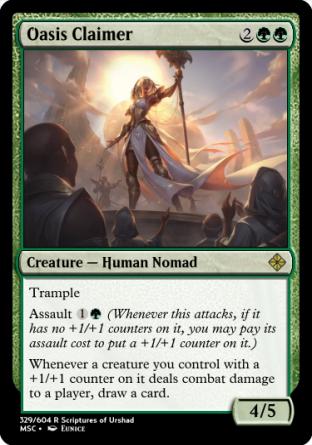 Oasis Claimer 2
Creature — Human Nomad
Trample
Assault 1 (Whenever this attacks, if it
has no +1/+1 counters on it, you may pay its
assault cost to put a +1/+1 counter on it.)
Whenever a creature you control with a
+1/+1 counter on it deals combat damage
to a player, draw a card.
4/5
329/604 R Scriptures of Urshad
MSC • Eunice